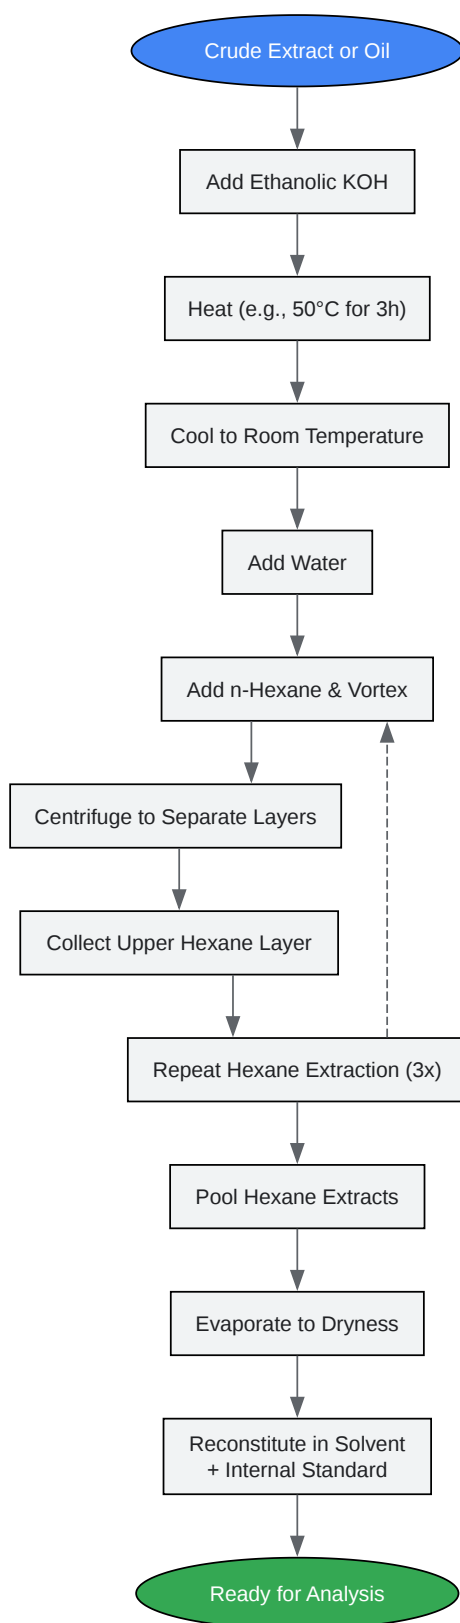 Crude Extract or Oil
Add Ethanolic KOH
Heat (e.g., 50°C for 3h)
Cool to Room Temperature
Add Water
Add n-Hexane & Vortex
Centrifuge to Separate Layers
Collect Upper Hexane Layer
Repeat Hexane Extraction (3x)
Pool Hexane Extracts
Evaporate to Dryness
Reconstitute in Solvent
+ Internal Standard
Ready for Analysis